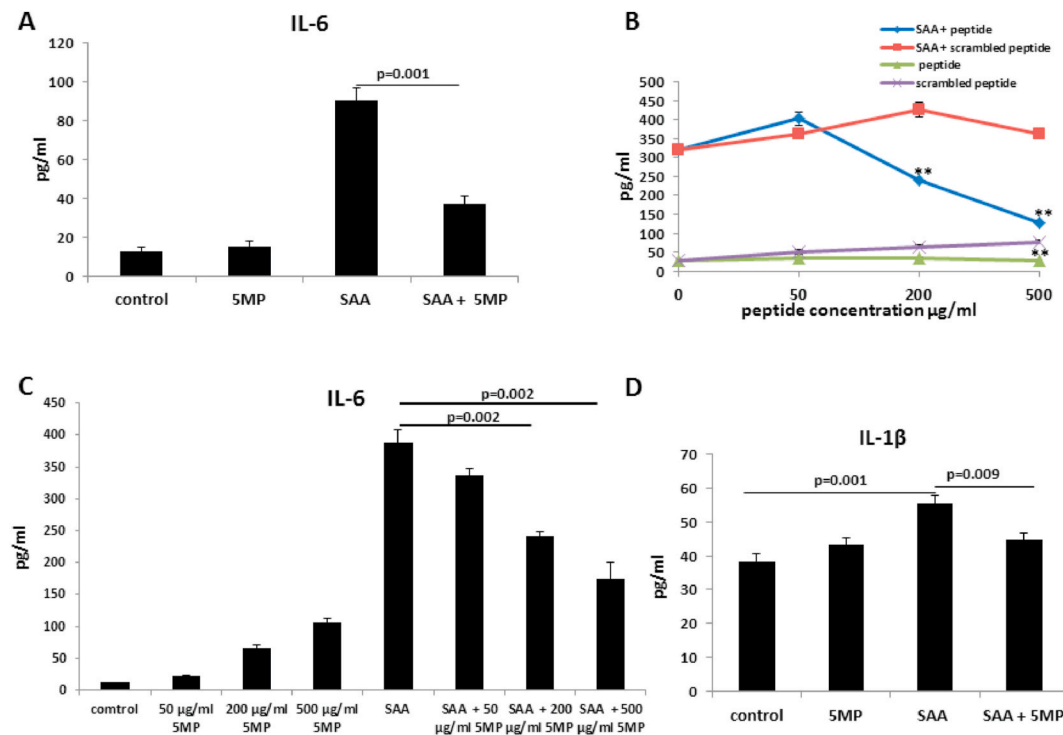 A
IL-6
120
100
80
60
40
20
0
pg/ml
p=0.001
control 5MP SAA SAA + 5MP
B
SAA+ peptide
SAA+ scrambled peptide
peptide
scrambled peptide
500
450
400
350
300
250
200
150
100
50
0
pg/ml
**
**
**
0 50 200 500
peptide concentration µg/ml
C
IL-6
450
400
350
300
250
200
150
100
50
0
pg/ml
p=0.002
p=0.002
comtrol 50 µg/ml 200 µg/ml 500 µg/ml SAA SAA + 50 SAA + 200 SAA + 500
5MP 5MP 5MP µg/ml 5MP µg/ml 5MP µg/ml 5MP
D
IL-1β
70
60
50
40
30
20
10
0
pg/ml
p=0.001
p=0.009
control 5MP SAA SAA + 5MP